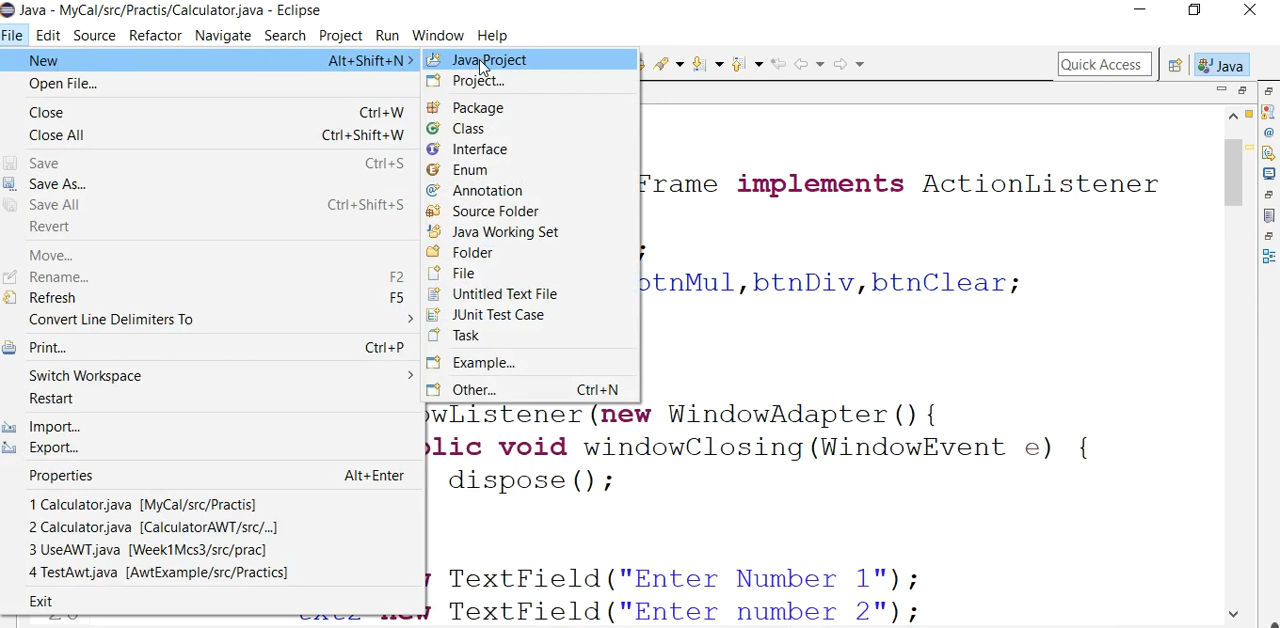 Java - MyCal/src/Practis/Calculator.java - Eclipse
File Edit Source Refactor Navigate Search Project Run Window Help
New Alt+Shift+N
Open File...
Close Ctrl+W
Close All Ctrl+Shift+W
Save Ctrl+S
Save As...
Save All Ctrl+Shift+S
Revert
Move...
Rename... F2
Refresh F5
Convert Line Delimiters To
Print... Ctrl+P
Switch Workspace
Restart
Import...
Export...
Properties Alt+Enter
1 Calculator.java [MyCal/src/Practis]
2 Calculator.java [CalculatorAWT/src/...]
3 UseAWT.java [Week1Mcs3/src/prac]
4 TestAwt.java [AwtExample/src/Practics]
Exit
Java Project
Project...
Package
Class
Interface
Enum
Annotation
Source Folder
Java Working Set
Folder
File
Untitled Text File
JUnit Test Case
Task
Example...
Other... Ctrl+N
Quick Access
Java
Frame implements ActionListener
;
btnMul,btnDiv,btnClear;
owListener(new WindowAdapter(){
blic void windowClosing(WindowEvent e) {
dispose();
w TextField("Enter Number 1");
new TextField("Enter number 2");